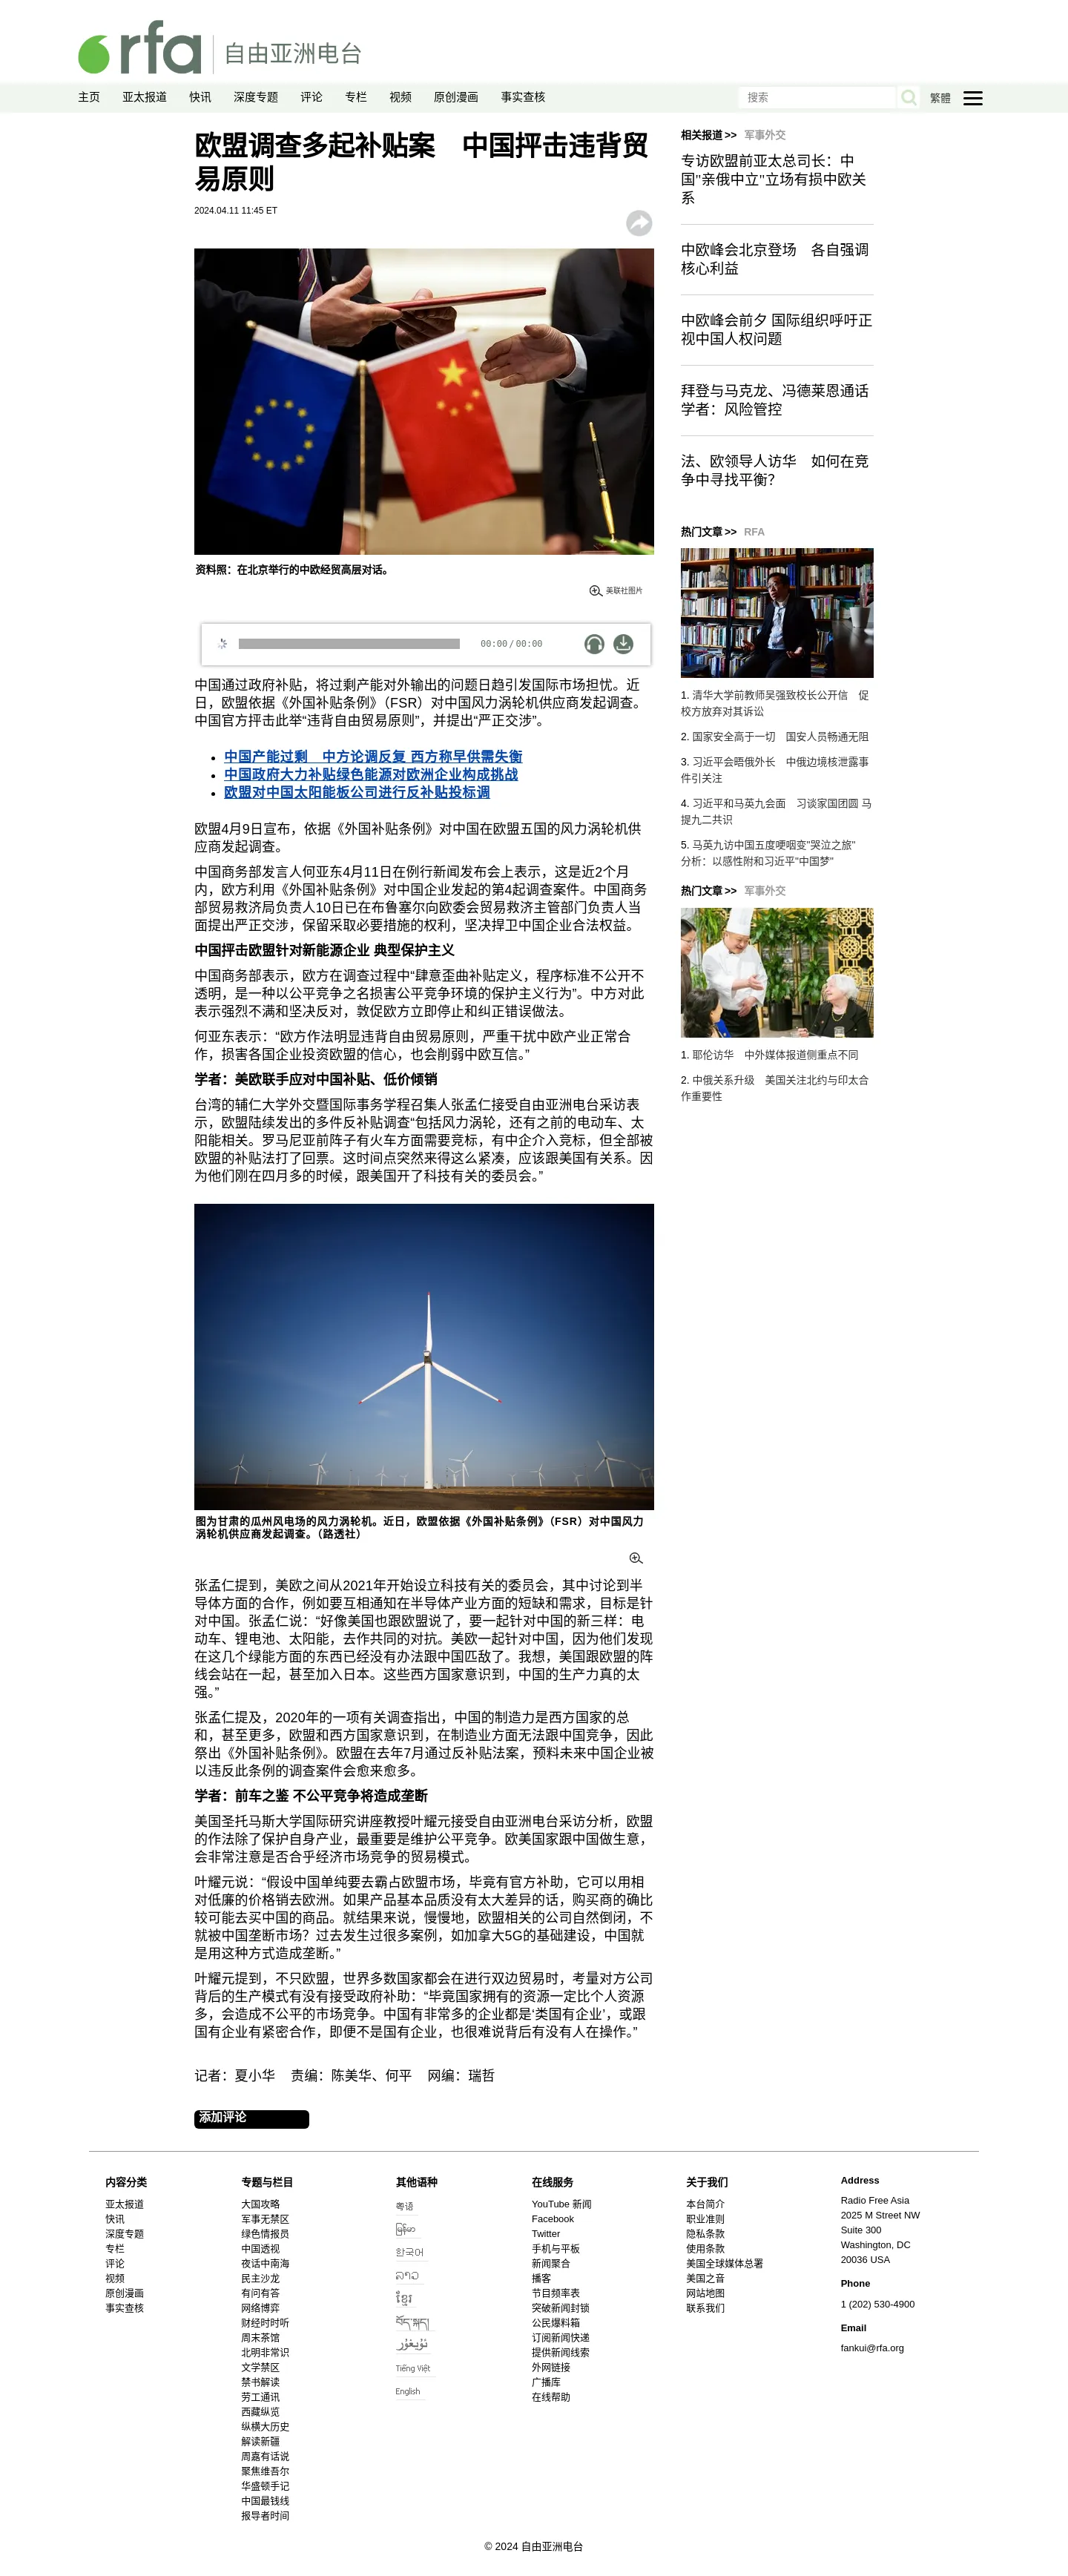 rfa 自由亚洲电台
主页 亚太报道 快讯 深度专题 评论 专栏 视频 原创漫画 事实查核 搜索 繁體
欧盟调查多起补贴案　中国抨击违背贸
易原则
2024.04.11 11:45 ET
资料照：在北京举行的中欧经贸高层对话。
美联社图片
00:00 / 00:00
中国通过政府补贴，将过剩产能对外输出的问题日趋引发国际市场担忧。近
日，欧盟依据《外国补贴条例》（FSR）对中国风力涡轮机供应商发起调查。
中国官方抨击此举“违背自由贸易原则”，并提出“严正交涉”。
中国产能过剩　中方论调反复 西方称早供需失衡
中国政府大力补贴绿色能源对欧洲企业构成挑战
欧盟对中国太阳能板公司进行反补贴投标调
欧盟4月9日宣布，依据《外国补贴条例》对中国在欧盟五国的风力涡轮机供
应商发起调查。
中国商务部发言人何亚东4月11日在例行新闻发布会上表示，这是近2个月
内，欧方利用《外国补贴条例》对中国企业发起的第4起调查案件。中国商务
部贸易救济局负责人10日已在布鲁塞尔向欧委会贸易救济主管部门负责人当
面提出严正交涉，保留采取必要措施的权利，坚决捍卫中国企业合法权益。
中国抨击欧盟针对新能源企业 典型保护主义
中国商务部表示，欧方在调查过程中“肆意歪曲补贴定义，程序标准不公开不
透明，是一种以公平竞争之名损害公平竞争环境的保护主义行为”。中方对此
表示强烈不满和坚决反对，敦促欧方立即停止和纠正错误做法。
何亚东表示：“欧方作法明显违背自由贸易原则，严重干扰中欧产业正常合
作，损害各国企业投资欧盟的信心，也会削弱中欧互信。”
学者：美欧联手应对中国补贴、低价倾销
台湾的辅仁大学外交暨国际事务学程召集人张孟仁接受自由亚洲电台采访表
示，欧盟陆续发出的多件反补贴调查“包括风力涡轮，还有之前的电动车、太
阳能相关。罗马尼亚前阵子有火车方面需要竞标，有中企介入竞标，但全部被
欧盟的补贴法打了回票。这时间点突然来得这么紧凑，应该跟美国有关系。因
为他们刚在四月多的时候，跟美国开了科技有关的委员会。”
图为甘肃的瓜州风电场的风力涡轮机。近日，欧盟依据《外国补贴条例》（FSR）对中国风力
涡轮机供应商发起调查。（路透社）
张孟仁提到，美欧之间从2021年开始设立科技有关的委员会，其中讨论到半
导体方面的合作，例如要互相通知在半导体产业方面的短缺和需求，目标是针
对中国。张孟仁说：“好像美国也跟欧盟说了，要一起针对中国的新三样：电
动车、锂电池、太阳能，去作共同的对抗。美欧一起针对中国，因为他们发现
在这几个绿能方面的东西已经没有办法跟中国匹敌了。我想，美国跟欧盟的阵
线会站在一起，甚至加入日本。这些西方国家意识到，中国的生产力真的太
强。”
张孟仁提及，2020年的一项有关调查指出，中国的制造力是西方国家的总
和，甚至更多，欧盟和西方国家意识到，在制造业方面无法跟中国竞争，因此
祭出《外国补贴条例》。欧盟在去年7月通过反补贴法案，预料未来中国企业被
以违反此条例的调查案件会愈来愈多。
学者：前车之鉴 不公平竞争将造成垄断
美国圣托马斯大学国际研究讲座教授叶耀元接受自由亚洲电台采访分析，欧盟
的作法除了保护自身产业，最重要是维护公平竞争。欧美国家跟中国做生意，
会非常注意是否合乎经济市场竞争的贸易模式。
叶耀元说：“假设中国单纯要去霸占欧盟市场，毕竟有官方补助，它可以用相
对低廉的价格销去欧洲。如果产品基本品质没有太大差异的话，购买商的确比
较可能去买中国的商品。就结果来说，慢慢地，欧盟相关的公司自然倒闭，不
就被中国垄断市场？过去发生过很多案例，如加拿大5G的基础建设，中国就
是用这种方式造成垄断。”
叶耀元提到，不只欧盟，世界多数国家都会在进行双边贸易时，考量对方公司
背后的生产模式有没有接受政府补助：“毕竟国家拥有的资源一定比个人资源
多，会造成不公平的市场竞争。中国有非常多的企业都是‘类国有企业’，或跟
国有企业有紧密合作，即便不是国有企业，也很难说背后有没有人在操作。”
记者：夏小华　责编：陈美华、何平　网编：瑞哲
添加评论
相关报道 >> 军事外交
专访欧盟前亚太总司长：中
国"亲俄中立"立场有损中欧关
系
中欧峰会北京登场　各自强调
核心利益
中欧峰会前夕 国际组织呼吁正
视中国人权问题
拜登与马克龙、冯德莱恩通话
学者：风险管控
法、欧领导人访华　如何在竞
争中寻找平衡？
热门文章 >> RFA
1. 清华大学前教师吴强致校长公开信　促
校方放弃对其诉讼
2. 国家安全高于一切　国安人员畅通无阻
3. 习近平会晤俄外长　中俄边境核泄露事
件引关注
4. 习近平和马英九会面　习谈家国团圆 马
提九二共识
5. 马英九访中国五度哽咽变"哭泣之旅"
分析：以感性附和习近平"中国梦"
热门文章 >> 军事外交
1. 耶伦访华　中外媒体报道侧重点不同
2. 中俄关系升级　美国关注北约与印太合
作重要性
内容分类
亚太报道
快讯
深度专题
专栏
评论
视频
原创漫画
事实查核
专题与栏目
大国攻略
军事无禁区
绿色情报员
中国透视
夜话中南海
民主沙龙
有问有答
网络博弈
财经时时听
周末茶馆
北明非常识
文学禁区
禁书解读
劳工通讯
西藏纵览
纵横大历史
解读新疆
周嘉有话说
聚焦维吾尔
华盛顿手记
中国最钱线
报导者时间
其他语种
粤语
မြန်မာ
한국어
ລາວ
ខ្មែរ
བོད་སྐད།
ئۇيغۇر
Tiếng Việt
English
在线服务
YouTube 新闻
Facebook
Twitter
手机与平板
新闻聚合
播客
节目频率表
突破新闻封锁
公民爆料箱
订阅新闻快递
提供新闻线索
外网链接
广播库
在线帮助
关于我们
本台简介
职业准则
隐私条款
使用条款
美国全球媒体总署
美国之音
网站地图
联系我们
Address
Radio Free Asia
2025 M Street NW
Suite 300
Washington, DC
20036 USA
Phone
1 (202) 530-4900
Email
fankui@rfa.org
© 2024 自由亚洲电台